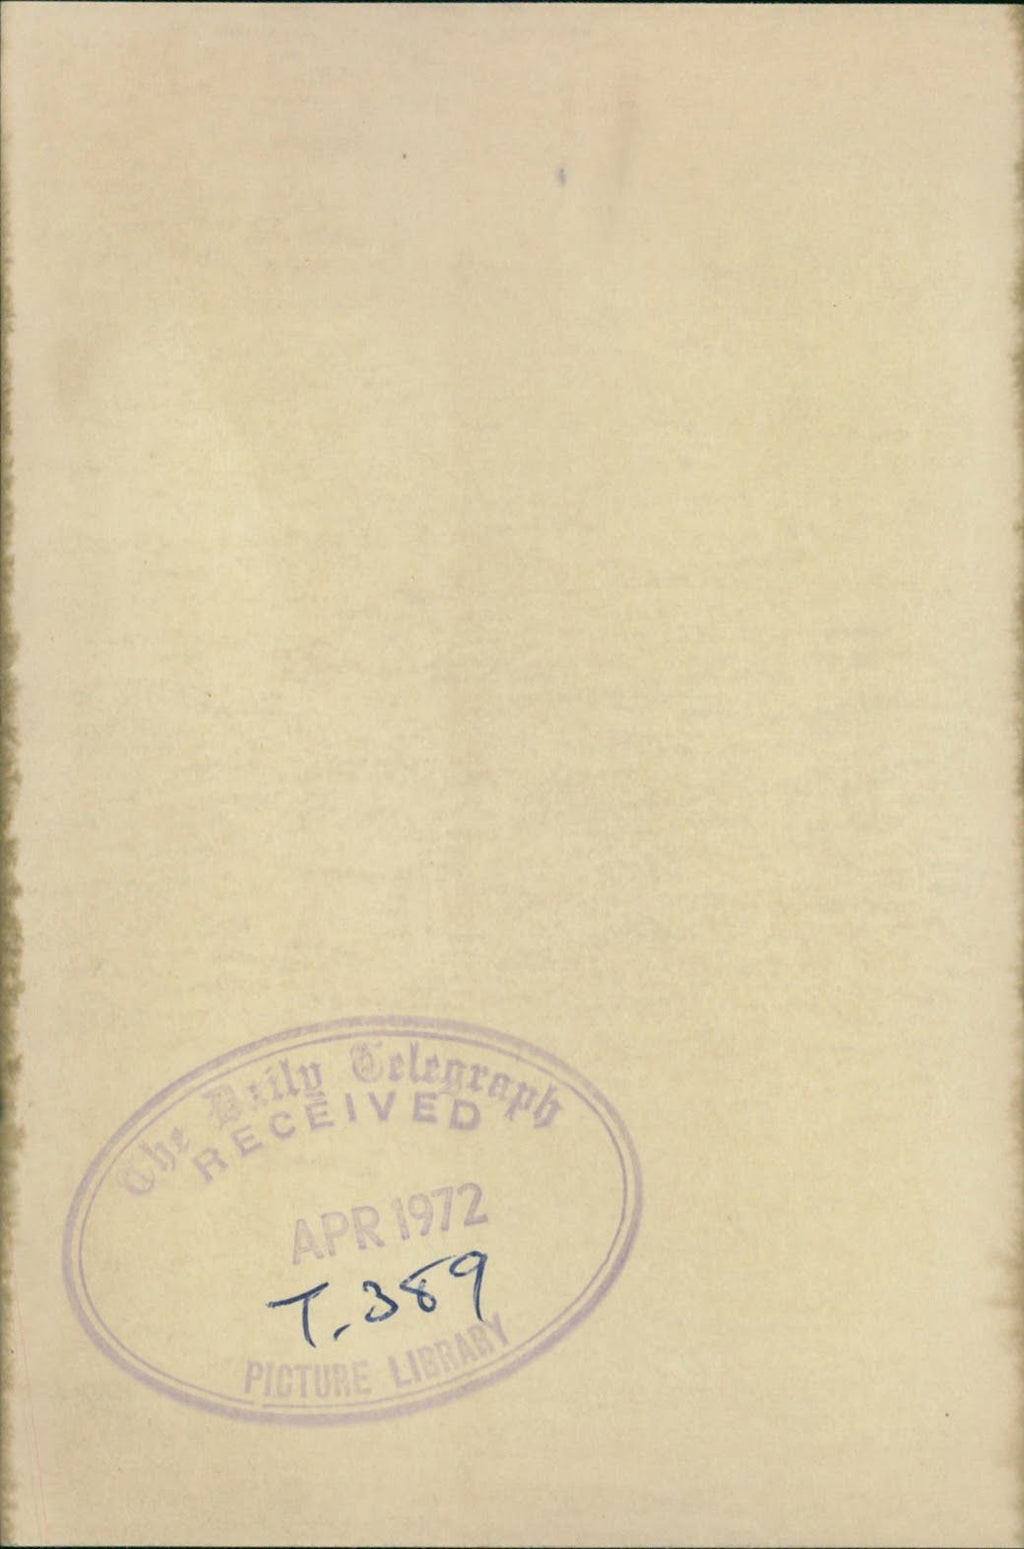 The Daily Telegraph
RECEIVED
APR 1972
T.389
PICTURE LIBRARY